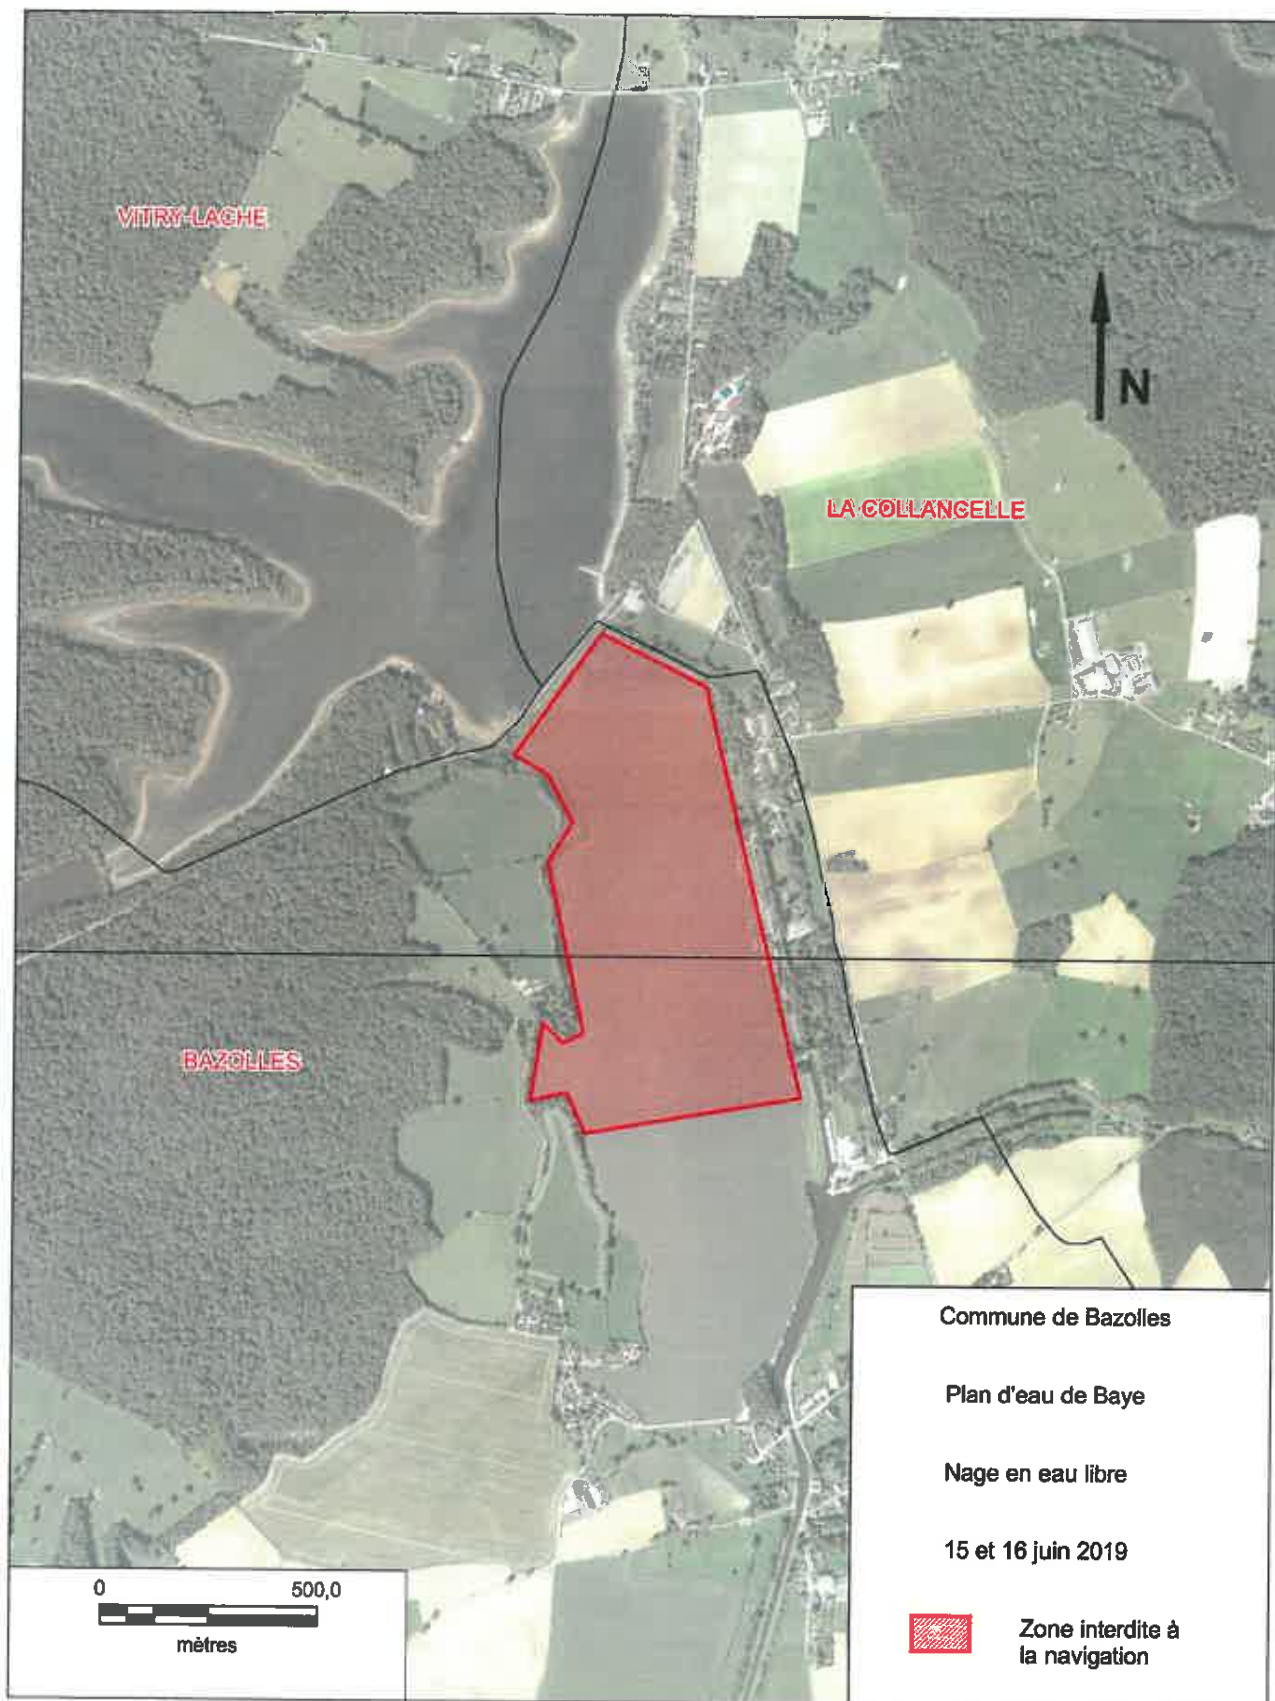 VITRY-LACHE
N
LA COLLANCELLE
BAZOLLES
Commune de Bazolles
Plan d'eau de Baye
Nage en eau libre
15 et 16 juin 2019
Zone interdite à
la navigation
0 500,0
mètres